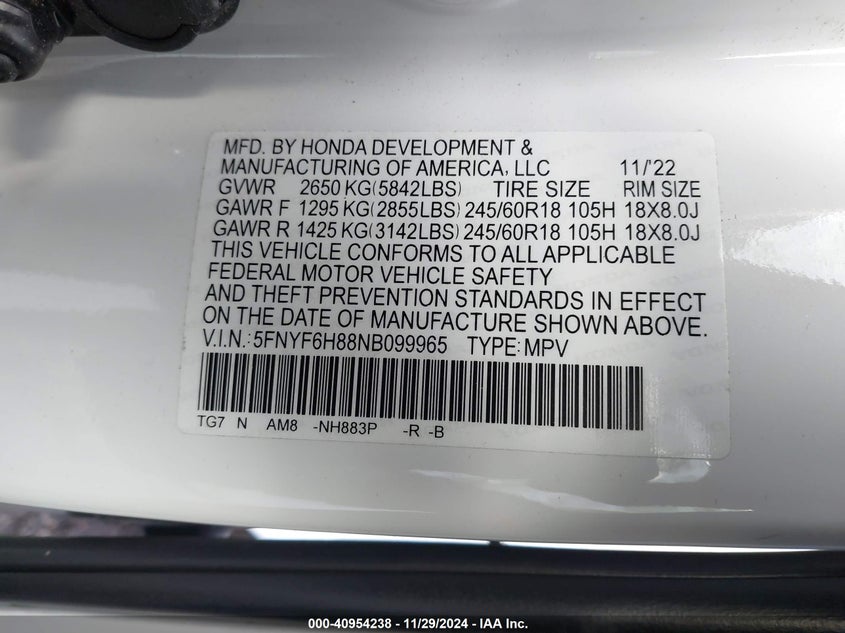 MFD. BY HONDA DEVELOPMENT &
MANUFACTURING OF AMERICA, LLC 11/'22
GVWR 2650 KG(5842LBS) TIRE SIZE RIM SIZE
GAWR F 1295 KG(2855LBS) 245/60R18 105H 18X8.0J
GAWR R 1425 KG(3142LBS) 245/60R18 105H 18X8.0J
THIS VEHICLE CONFORMS TO ALL APPLICABLE
FEDERAL MOTOR VEHICLE SAFETY
AND THEFT PREVENTION STANDARDS IN EFFECT
ON THE DATE OF MANUFACTURE SHOWN ABOVE.
V.I.N.: 5FNYF6H88NB099965 TYPE: MPV
TG7 N AM8 -NH883P -R -B
000-40954238 - 11/29/2024 - IAA Inc.